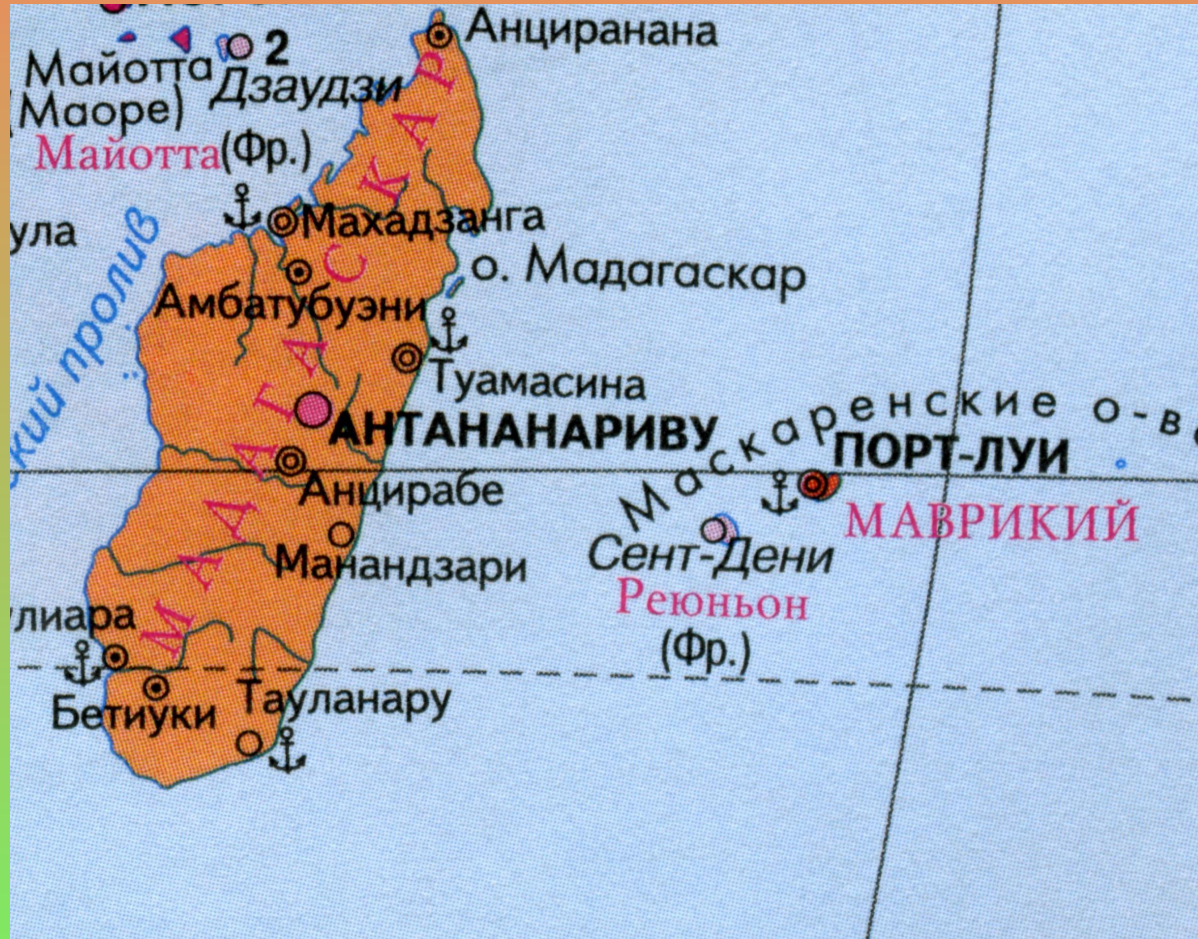 Анциранана
2
Майотта
Дзаудзи
(Маоре)
Майотта (Фр.)
Махадзанга
ула
о. Мадагаскар
кий пролив
Амбатубуэни
Туамасина
МАДАГАСКАР
АНТАНАНАРИВУ
Маскаренские о-в
ПОРТ-ЛУИ
Анцирабе
МАВРИКИЙ
Манандзари
Сент-Дени
Реюньон
(Фр.)
лиара
Бетиуки
Тауланару